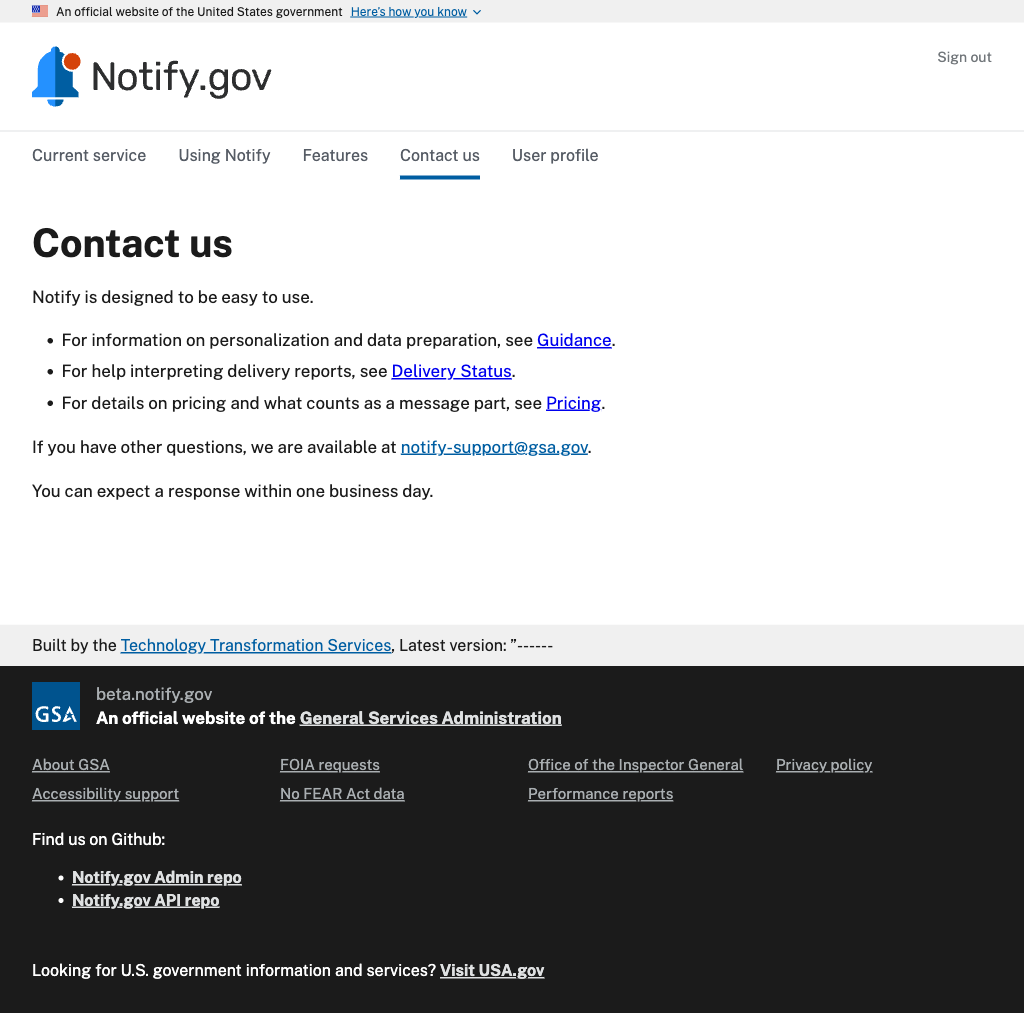 An official website of the United States government Here's how you know
Notify.gov
Sign out
Current service Using Notify Features Contact us User profile
Contact us
Notify is designed to be easy to use.
• For information on personalization and data preparation, see Guidance.
• For help interpreting delivery reports, see Delivery Status.
• For details on pricing and what counts as a message part, see Pricing.
If you have other questions, we are available at notify-support@gsa.gov.
You can expect a response within one business day.
Built by the Technology Transformation Services, Latest version: ”------
GSA
beta.notify.gov
An official website of the General Services Administration
About GSA FOIA requests Office of the Inspector General Privacy policy
Accessibility support No FEAR Act data Performance reports
Find us on Github:
• Notify.gov Admin repo
• Notify.gov API repo
Looking for U.S. government information and services? Visit USA.gov